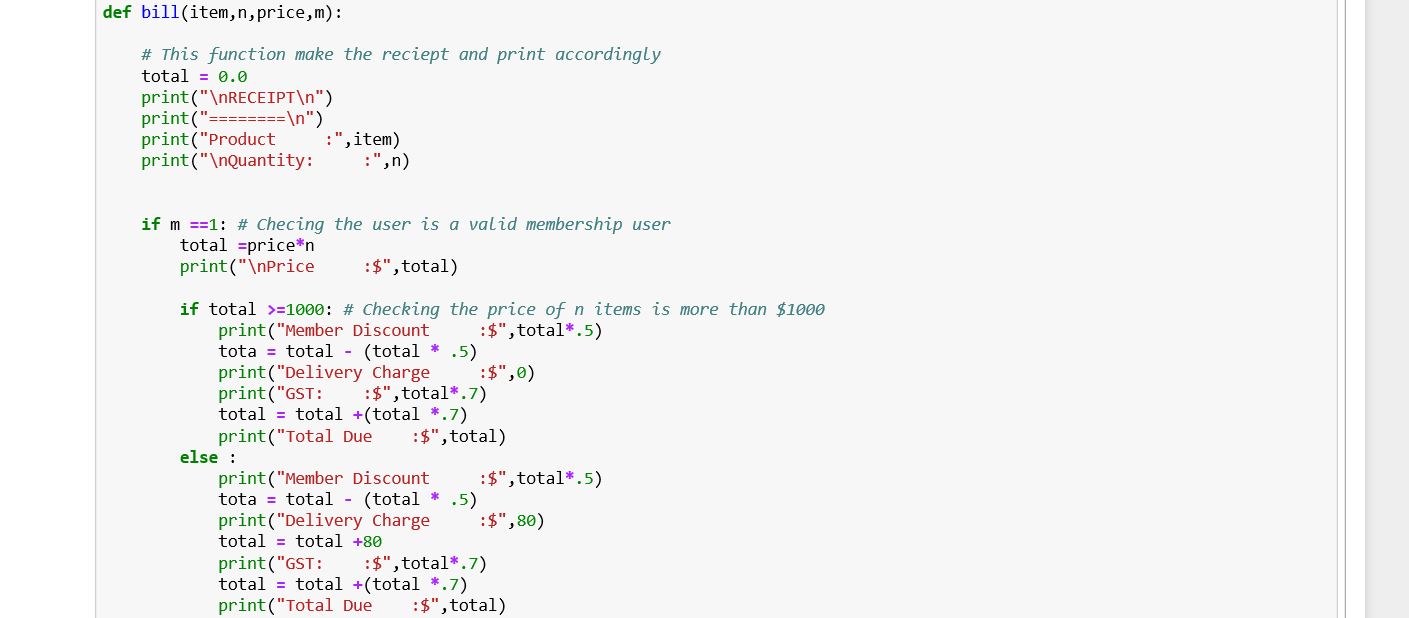 def bill(item,n,price,m):
# This function make the reciept and print accordingly
total = 0.0
print("\nRECEIPT\n")
print("========\n")
print("Product     :",item)
print("\nQuantity:     :",n)
if m ==1: # Checing the user is a valid membership user
total =price*n
print("\nPrice     :$",total)
if total >=1000: # Checking the price of n items is more than $1000
print("Member Discount     :$",total*.5)
tota = total - (total * .5)
print("Delivery Charge     :$",0)
print("GST:    :$",total*.7)
total = total +(total *.7)
print("Total Due    :$",total)
else :
print("Member Discount     :$",total*.5)
tota = total - (total * .5)
print("Delivery Charge     :$",80)
total = total +80
print("GST:    :$",total*.7)
total = total +(total *.7)
print("Total Due    :$",total)